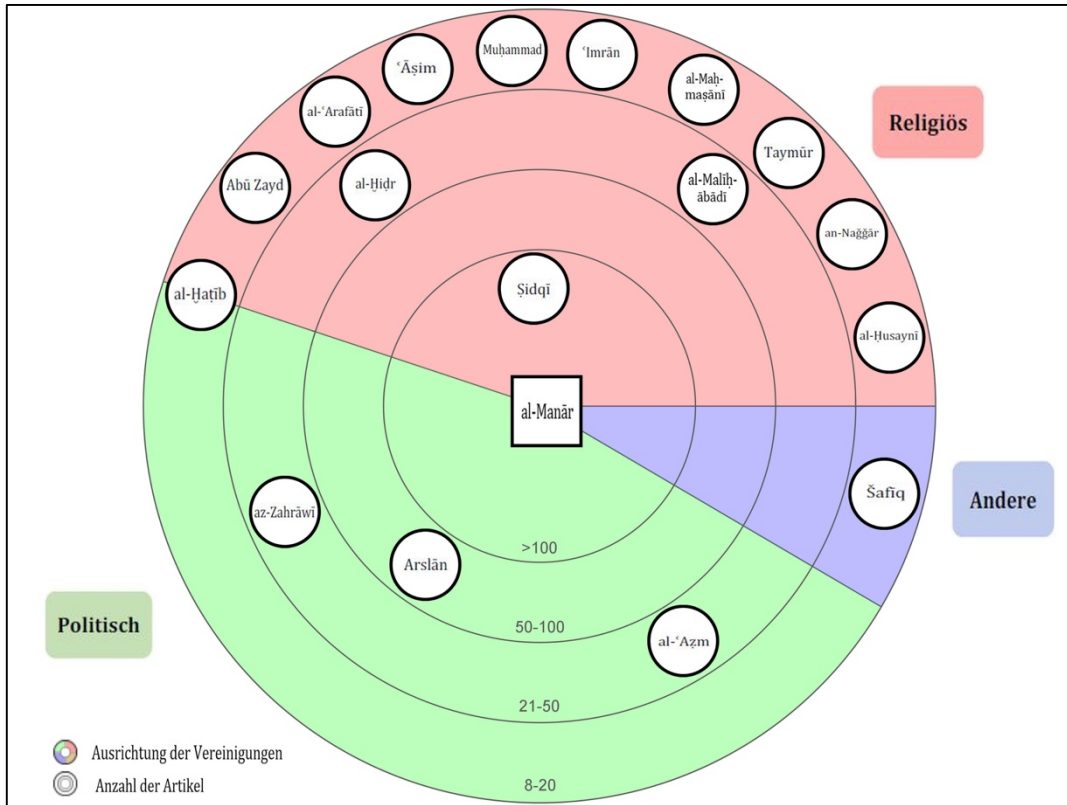 Muḥammad
ʿImrān
ʿĀṣim
al-Maḥ-
maṣānī
al-ʿArafātī
Religiös
Taymūr
Abū Zayd
al-Ḫiḍr
al-Malīḥ-
ābādī
an-Naǧǧār
al-Ḫaṭīb
Ṣidqī
al-Ḥusaynī
al-Manār
Šafīq
Andere
az-Zahrāwī
>100
Arslān
Politisch
50-100
al-ʿAẓm
21-50
Ausrichtung der Vereinigungen
Anzahl der Artikel
8-20